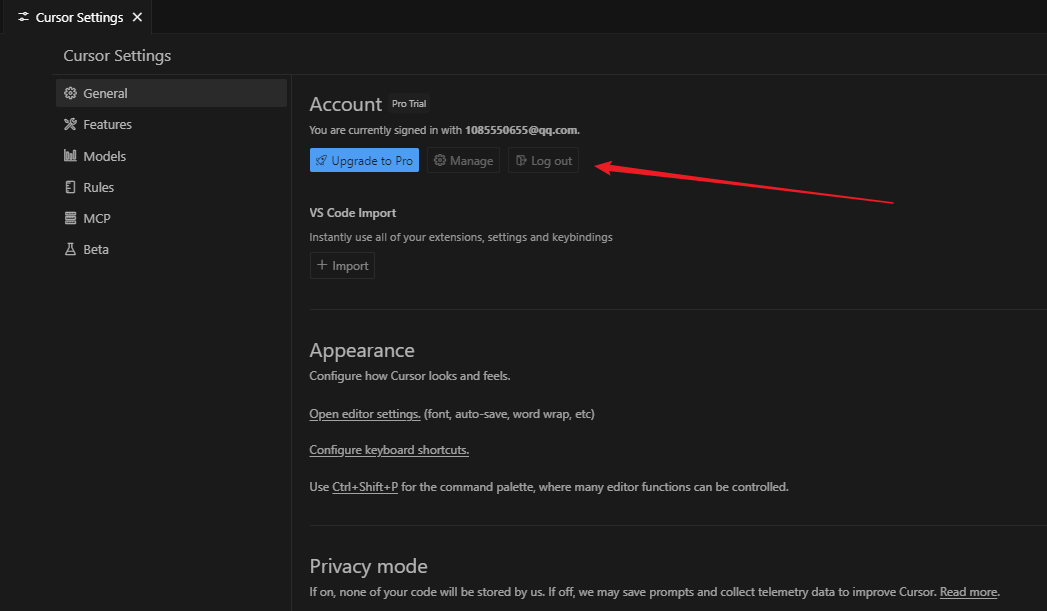 Cursor Settings
Cursor Settings
General
Features
Models
Rules
MCP
Beta
Account Pro Trial
You are currently signed in with 1085550655@qq.com.
Upgrade to Pro Manage Log out
VS Code Import
Instantly use all of your extensions, settings and keybindings
+ Import
Appearance
Configure how Cursor looks and feels.
Open editor settings. (font, auto-save, word wrap, etc)
Configure keyboard shortcuts.
Use Ctrl+Shift+P for the command palette, where many editor functions can be controlled.
Privacy mode
If on, none of your code will be stored by us. If off, we may save prompts and collect telemetry data to improve Cursor. Read more.